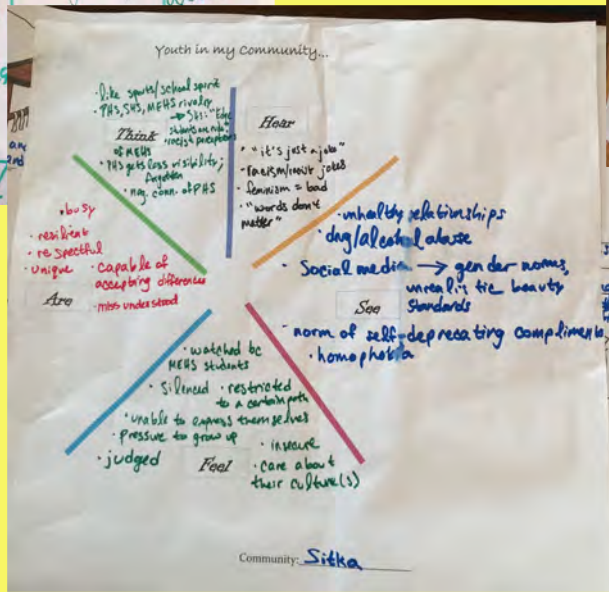 Youth in my Community...
• like sports/school spirit
• PHS, SHS, MEHS rivalry
→ SHS: "Edge
students are rude"
Think
• racist perceptions
of MEHS
• PHS gets less visibility;
forgotten
• neg. conn. of PHS
Hear
• "it's just a joke"
• racism/racist jokes
• feminism = bad
• "words don't
matter"
• unhealthy relationships
• drug/alcohol abuse
• Social media → gender norms,
unrealistic beauty
standards
See
• norm of self-deprecating compliments
• homophobia
• busy
• resilient
• respectful
• unique
• capable of
accepting differences
Are
• miss understood
• watched bc
MEHS students
• silenced • restricted
to a certain path
• unable to express themselves
• pressure to grow up
• insecure
• judged
Feel
• care about
their culture(s)
Community: Sitka